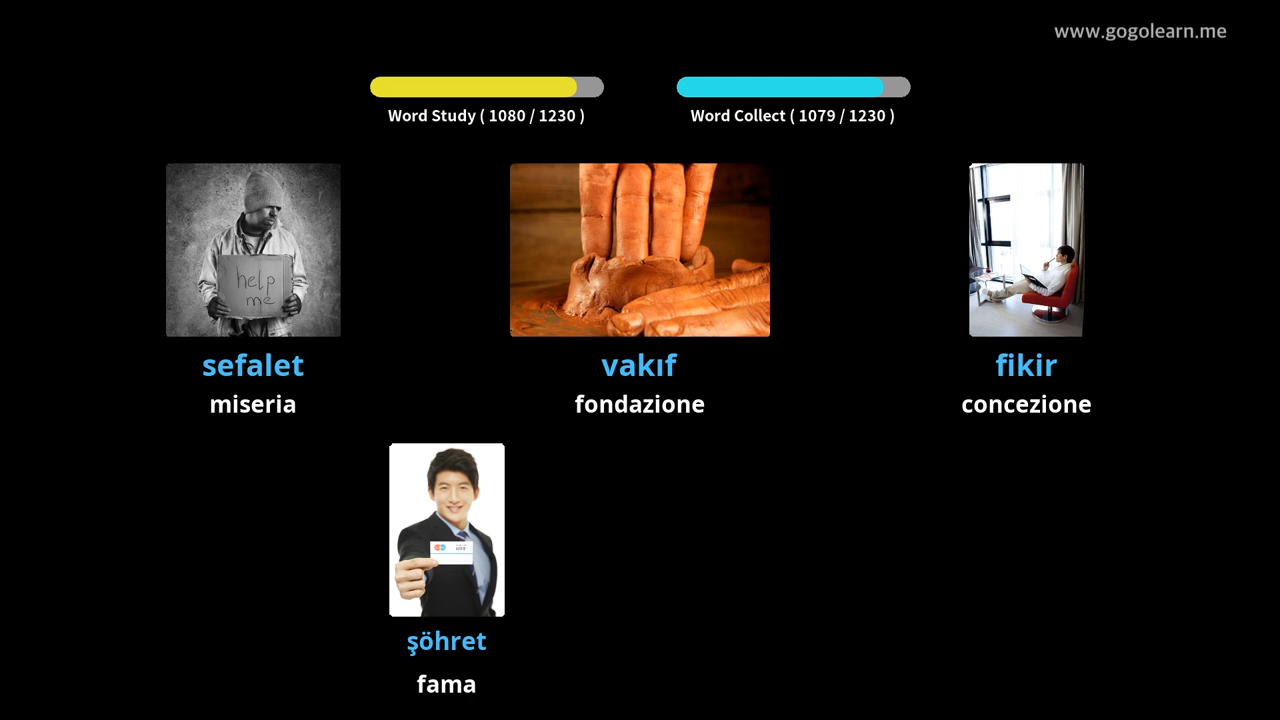 www.gogolearn.me
Word Study ( 1080 / 1230 )
Word Collect ( 1079 / 1230 )
help
me
sefalet
vakıf
fikir
miseria
fondazione
concezione
şöhret
fama